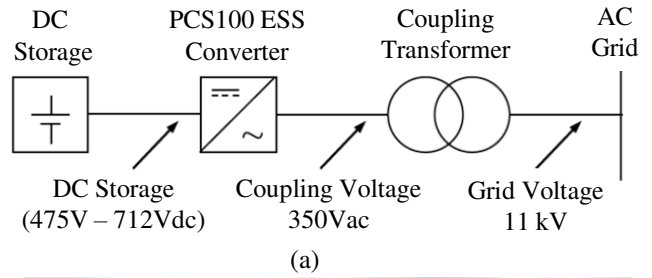 DC
Storage
PCS100 ESS
Converter
Coupling
Transformer
AC
Grid
DC Storage
(475V – 712Vdc)
Coupling Voltage
350Vac
Grid Voltage
11 kV
(a)